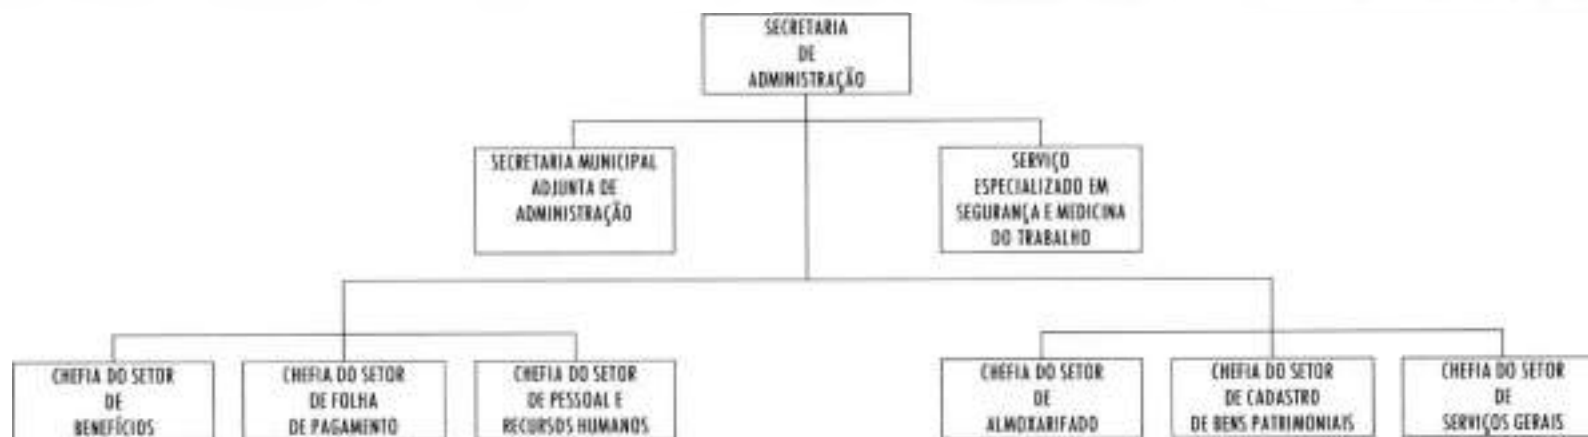 SECRETARIA
DE
ADMINISTRAÇÃO
SECRETARIA MUNICIPAL
ADJUNTA DE
ADMINISTRAÇÃO
SERVIÇO
ESPECIALIZADO EM
SEGURANÇA E MEDICINA
DO TRABALHO
CHEFIA DO SETOR
DE
BENEFÍCIOS
CHEFIA DO SETOR
DE FOLHA
DE PAGAMENTO
CHEFIA DO SETOR
DE PESSOAL E
RECURSOS HUMANOS
CHEFIA DO SETOR
DE
ALMOXARIFADO
CHEFIA DO SETOR
DE CADASTRO
DE BENS PATRIMONIAIS
CHEFIA DO SETOR
DE
SERVIÇOS GERAIS